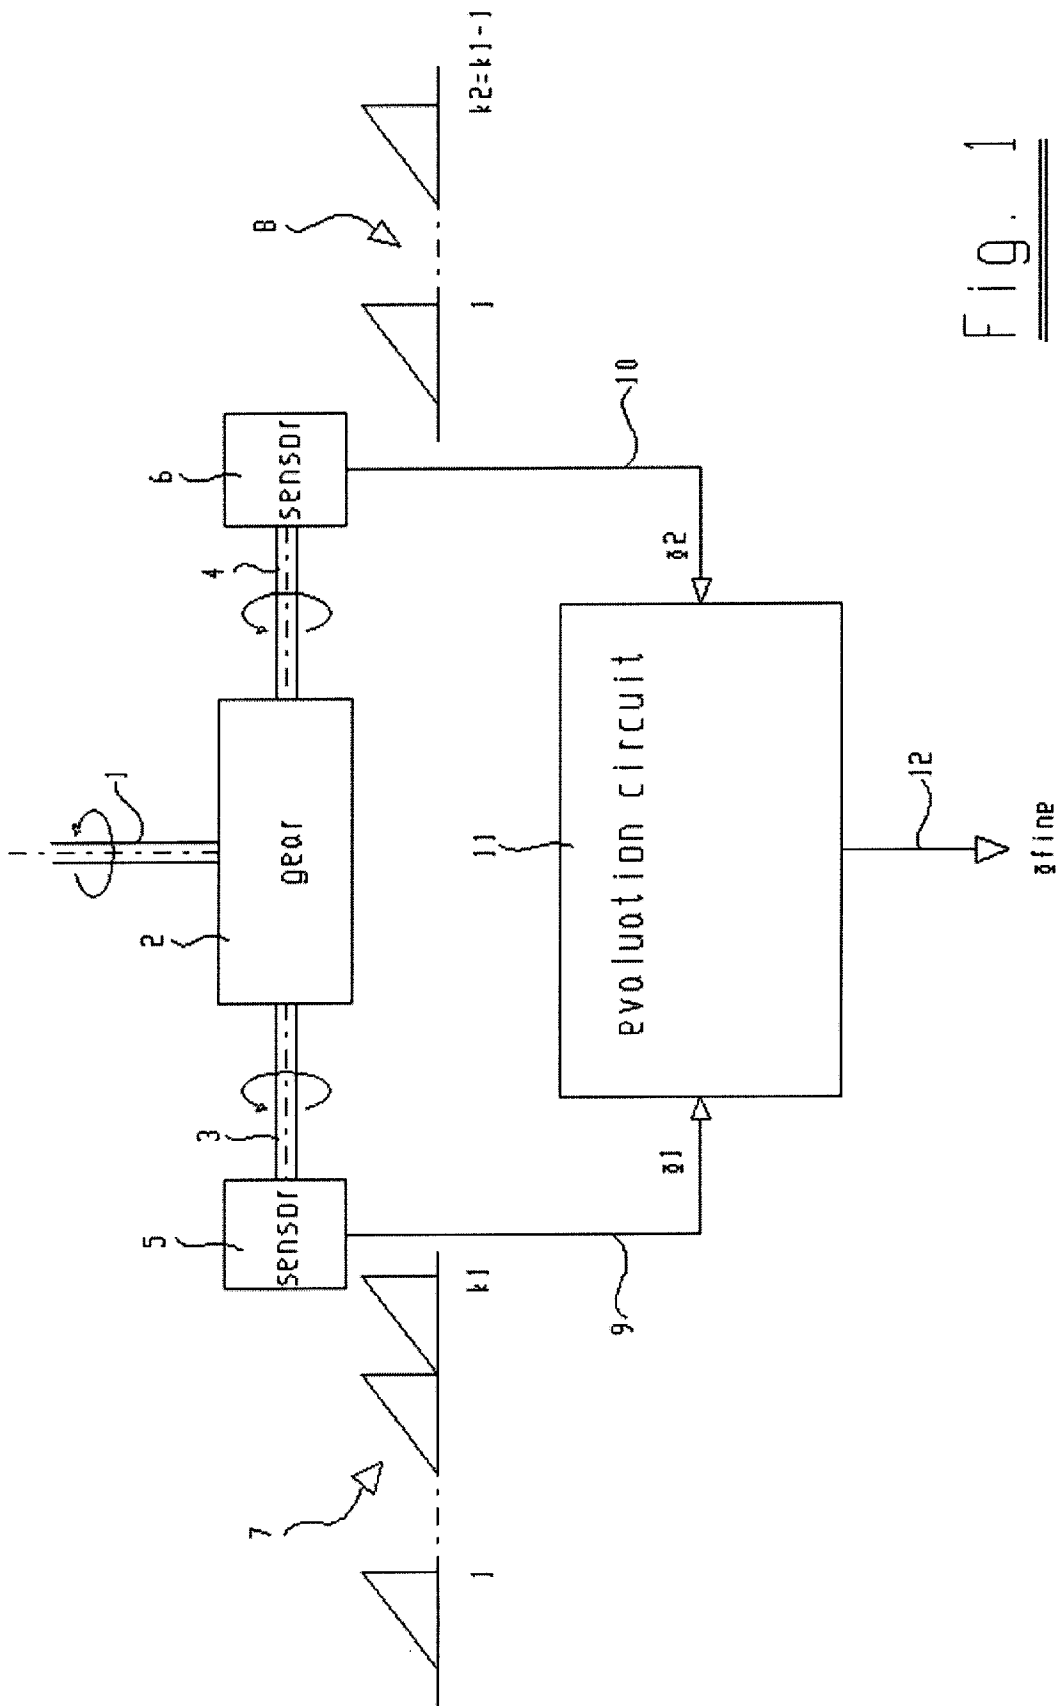 1
5
2
6
3
4
7
8
sensor
gear
sensor
1
k1
1
k2=k1-1
11
9
10
Φ1
Φ2
evaluation circuit
12
Φfine
Fig. 1